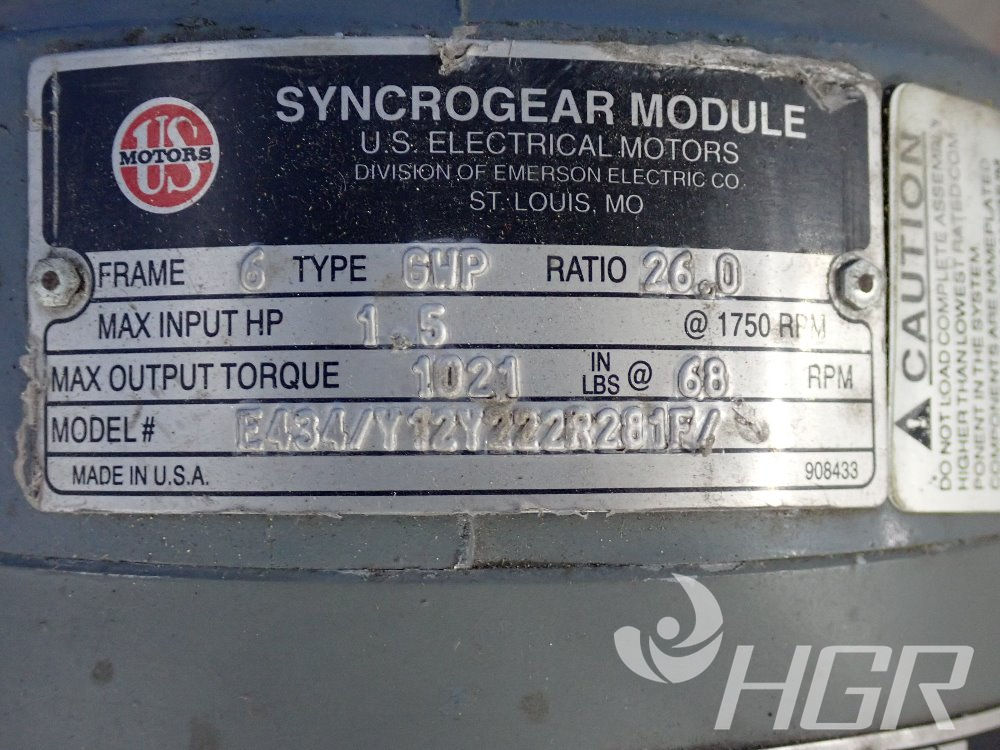 US
MOTORS
SYNCROGEAR MODULE
U.S. ELECTRICAL MOTORS
DIVISION OF EMERSON ELECTRIC CO.
ST. LOUIS, MO
FRAME 6 TYPE GWP RATIO 26.0
MAX INPUT HP 1.5 @ 1750 RPM
MAX OUTPUT TORQUE 1021 IN LBS @ 68 RPM
MODEL # E434/Y12Y222R281F/
MADE IN U.S.A. 908433
CAUTION
DO NOT LOAD COMPLETE ASSEMBLY
HIGHER THAN LOWEST RATED COM
PONENT IN THE SYSTEM
COMPONENTS ARE NAMEPLATED
HGR